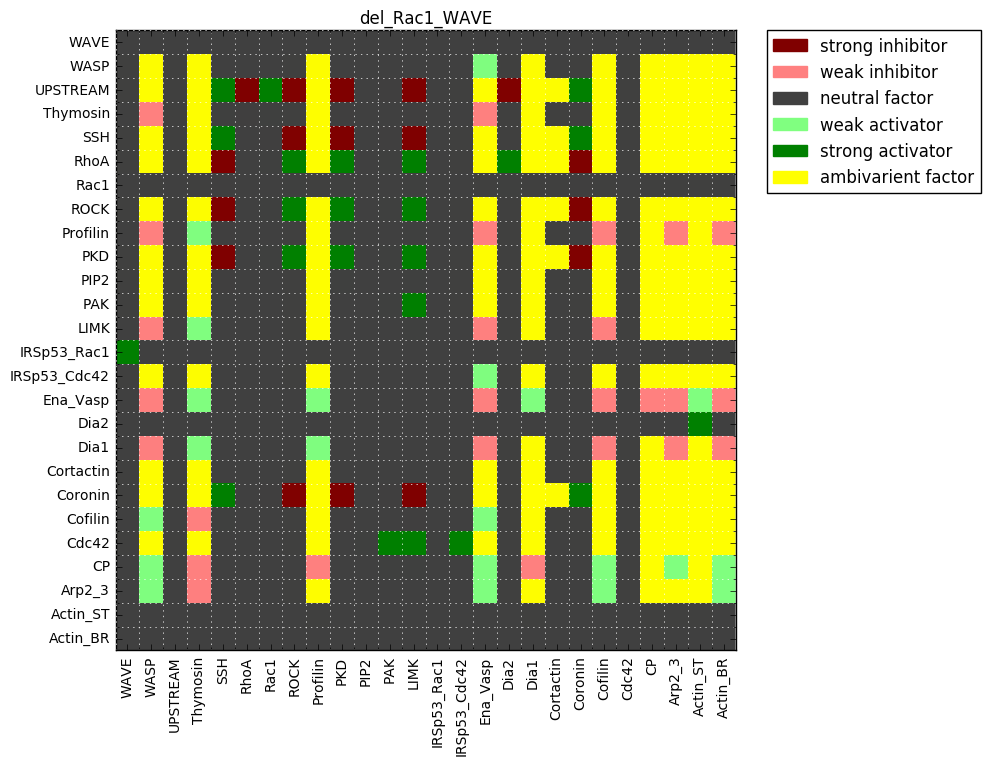 del_Rac1_WAVE
strong inhibitor
weak inhibitor
neutral factor
weak activator
strong activator
ambivarient factor
WAVE
WASP
UPSTREAM
Thymosin
SSH
RhoA
Rac1
ROCK
Profilin
PKD
PIP2
PAK
LIMK
IRSp53_Rac1
IRSp53_Cdc42
Ena_Vasp
Dia2
Dia1
Cortactin
Coronin
Cofilin
Cdc42
CP
Arp2_3
Actin_ST
Actin_BR
WAVE
WASP
UPSTREAM
Thymosin
SSH
RhoA
Rac1
ROCK
Profilin
PKD
PIP2
PAK
LIMK
IRSp53_Rac1
IRSp53_Cdc42
Ena_Vasp
Dia2
Dia1
Cortactin
Coronin
Cofilin
Cdc42
CP
Arp2_3
Actin_ST
Actin_BR